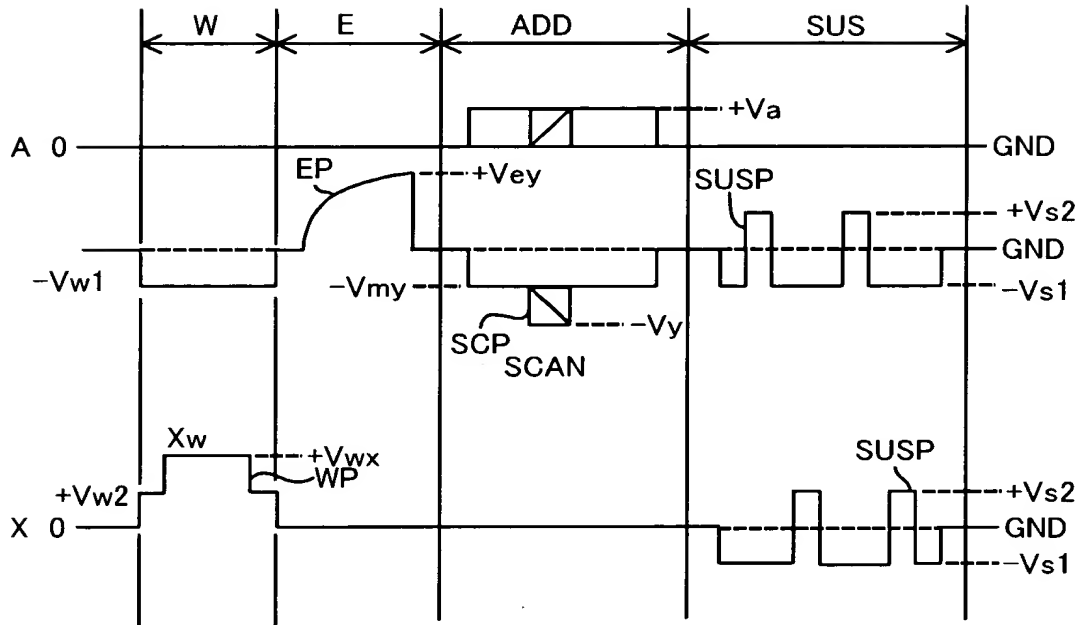 W E ADD SUS
+Va
A 0 GND
EP +Vey SUSP
+Vs2
GND
−Vw1 −Vmy −Vs1
SCP −Vy
SCAN
Xw +Vwx SUSP
WP
+Vw2 +Vs2
X 0 GND
−Vs1